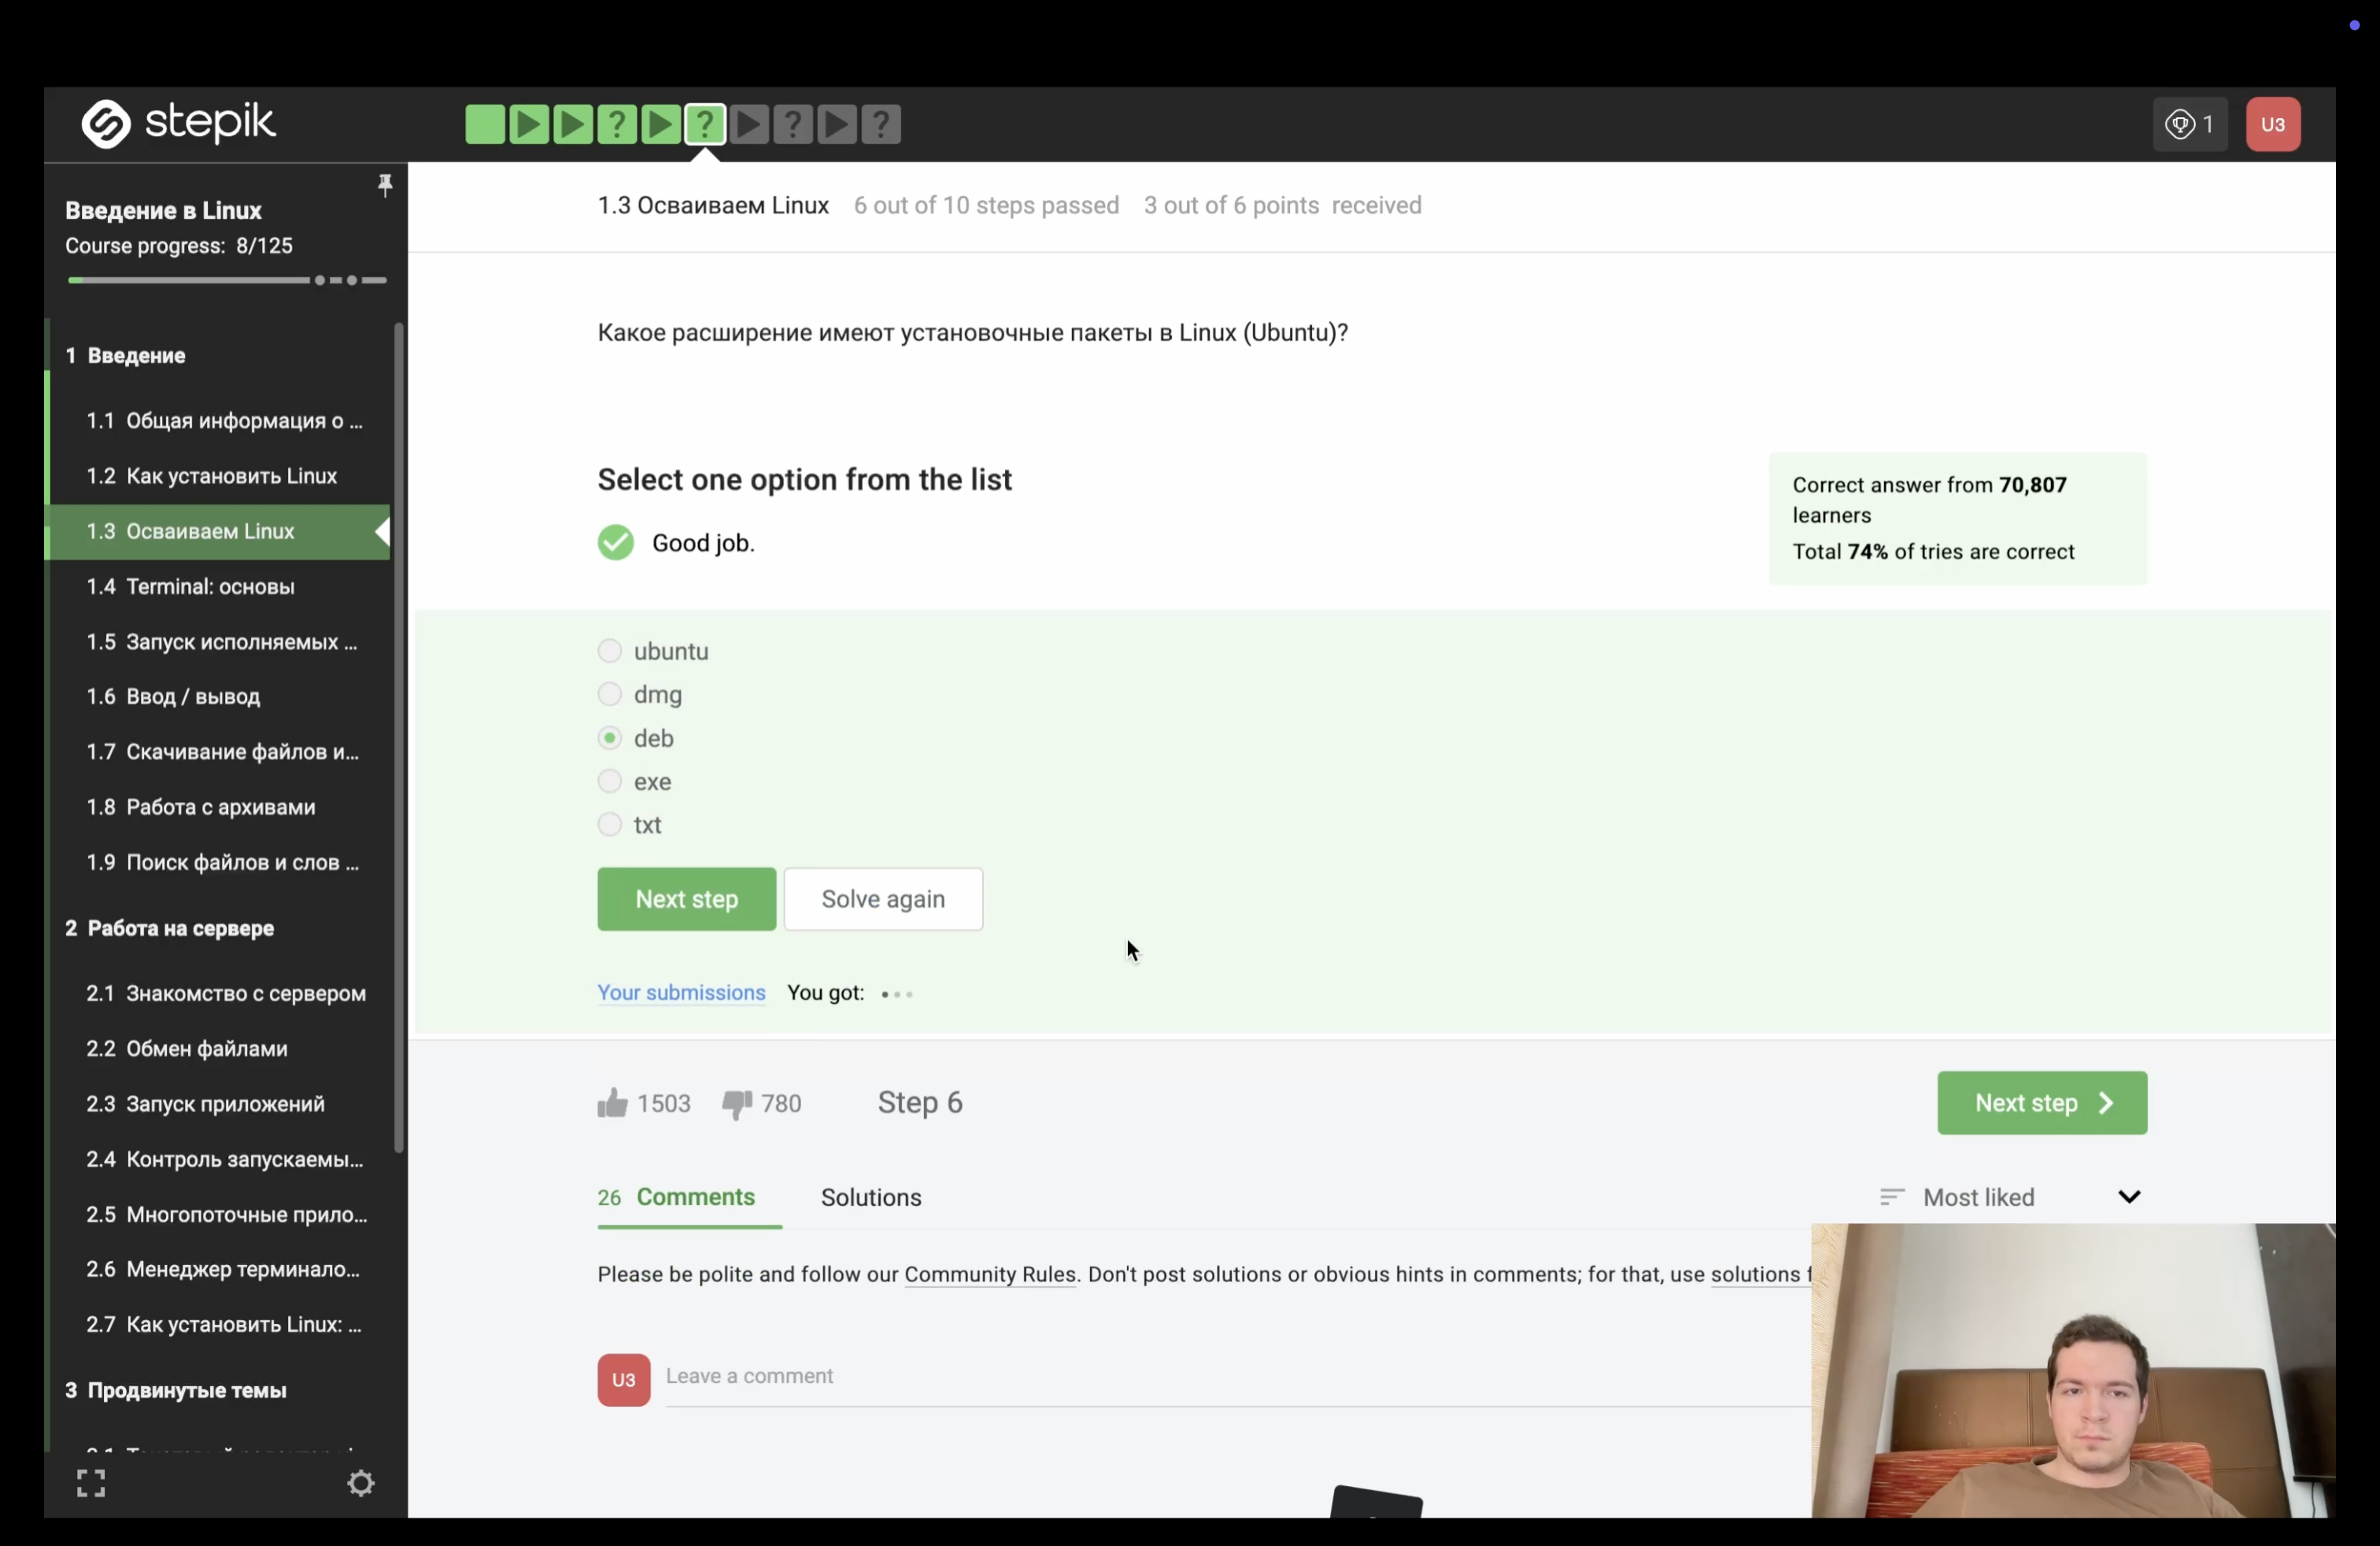 stepik
? ? ? ?
1
U3
Введение в Linux
Course progress: 8/125
1 Введение
1.1 Общая информация о ...
1.2 Как установить Linux
1.3 Осваиваем Linux
1.4 Terminal: основы
1.5 Запуск исполняемых ...
1.6 Ввод / вывод
1.7 Скачивание файлов и...
1.8 Работа с архивами
1.9 Поиск файлов и слов ...
2 Работа на сервере
2.1 Знакомство с сервером
2.2 Обмен файлами
2.3 Запуск приложений
2.4 Контроль запускаемы...
2.5 Многопоточные прило...
2.6 Менеджер терминало...
2.7 Как установить Linux: ...
3 Продвинутые темы
1.3 Осваиваем Linux 6 out of 10 steps passed 3 out of 6 points received
Какое расширение имеют установочные пакеты в Linux (Ubuntu)?
Select one option from the list
Good job.
Correct answer from 70,807
learners
Total 74% of tries are correct
ubuntu
dmg
deb
exe
txt
Next step Solve again
Your submissions You got:
1503 780 Step 6
Next step
26 Comments Solutions
Most liked
Please be polite and follow our Community Rules. Don't post solutions or obvious hints in comments; for that, use solutions
U3 Leave a comment